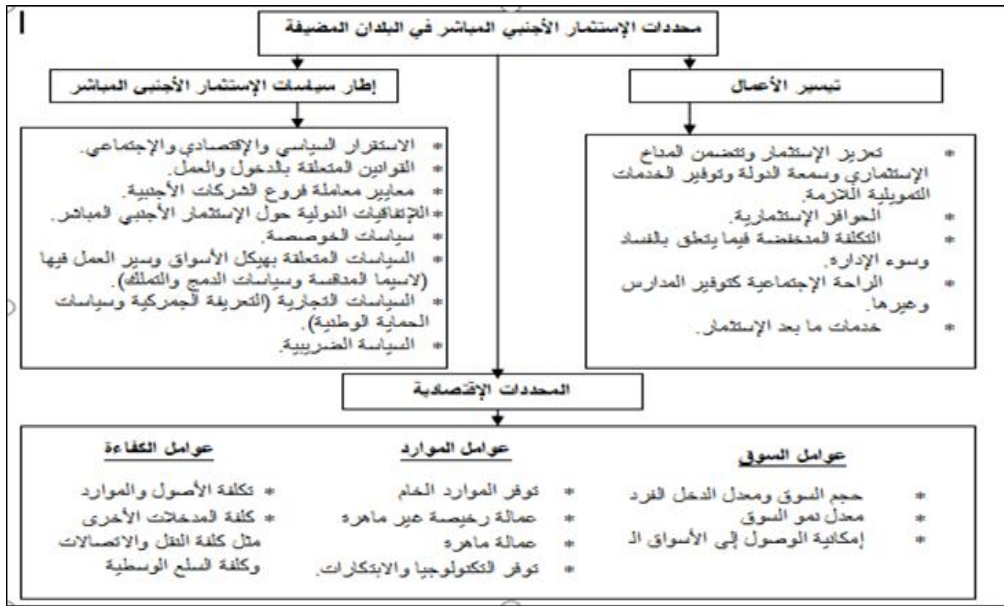 محددات الإستثمار الأجنبي المباشر في البلدان المضيفة
تيسير الأعمال
* تعزيز الإستثمار وتتضمن المناخ
الإستثماري وسمعة الدولة وتوفير الخدمات
التمويلية اللازمة.
* الحوافز الإستثمارية.
* التكلفة المنخفضة فيما يتعلق بالفساد
وسوء الإدارة.
* الراحة الإجتماعية كتوفير المدارس
وغيرها.
* خدمات ما بعد الإستثمار.
إطار سياسات الإستثمار الأجنبي المباشر
* الاستقرار السياسي والإقتصادي والإجتماعي.
* القوانين المتعلقة بالدخول والعمل.
* معايير معاملة فروع الشركات الأجنبية.
* الاتفاقيات الدولية حول الإستثمار الأجنبي المباشر.
* سياسات الخوصصة.
* السياسات المتعلقة بهيكل الأسواق وسير العمل فيها
(لاسيما المنافسة وسياسات الدمج والتملك).
* السياسات التجارية (التعريفة الجمركية وسياسات
الحماية الوطنية).
* السياسة الضريبية.
المحددات الإقتصادية
عوامل السوق
* حجم السوق ومعدل الدخل الفرد
* معدل نمو السوق
* إمكانية الوصول إلى الأسواق الـ
عوامل الموارد
* توفر الموارد الخام
* عمالة رخيصة غير ماهرة
* عمالة ماهرة
* توفر التكنولوجيا والابتكارات.
عوامل الكفاءة
* تكلفة الأصول والموارد
* كلفة المدخلات الأخرى
مثل كلفة النقل والاتصالات
وكلفة السلع الوسطية